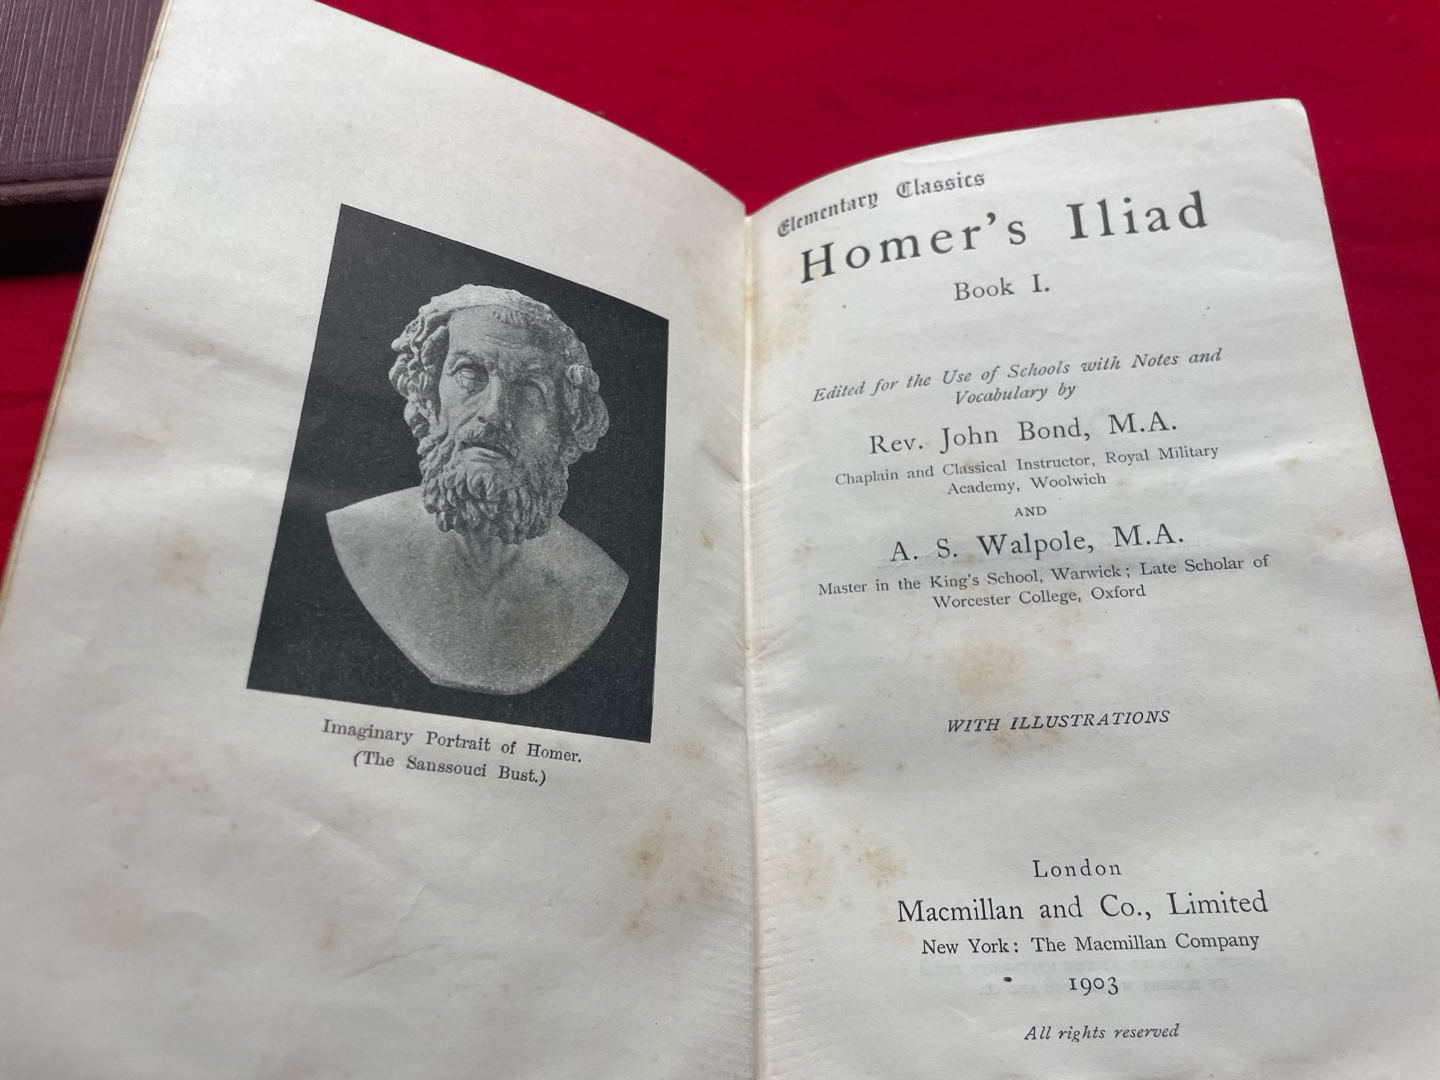 Imaginary Portrait of Homer.
(The Sanssouci Bust.)
Elementary Classics
Homer's Iliad
Book I.
Edited for the Use of Schools with Notes and
Vocabulary by
Rev. John Bond, M.A.
Chaplain and Classical Instructor, Royal Military
Academy, Woolwich
AND
A. S. Walpole, M.A.
Master in the King's School, Warwick; Late Scholar of
Worcester College, Oxford
WITH ILLUSTRATIONS
London
Macmillan and Co., Limited
New York: The Macmillan Company
1903
All rights reserved